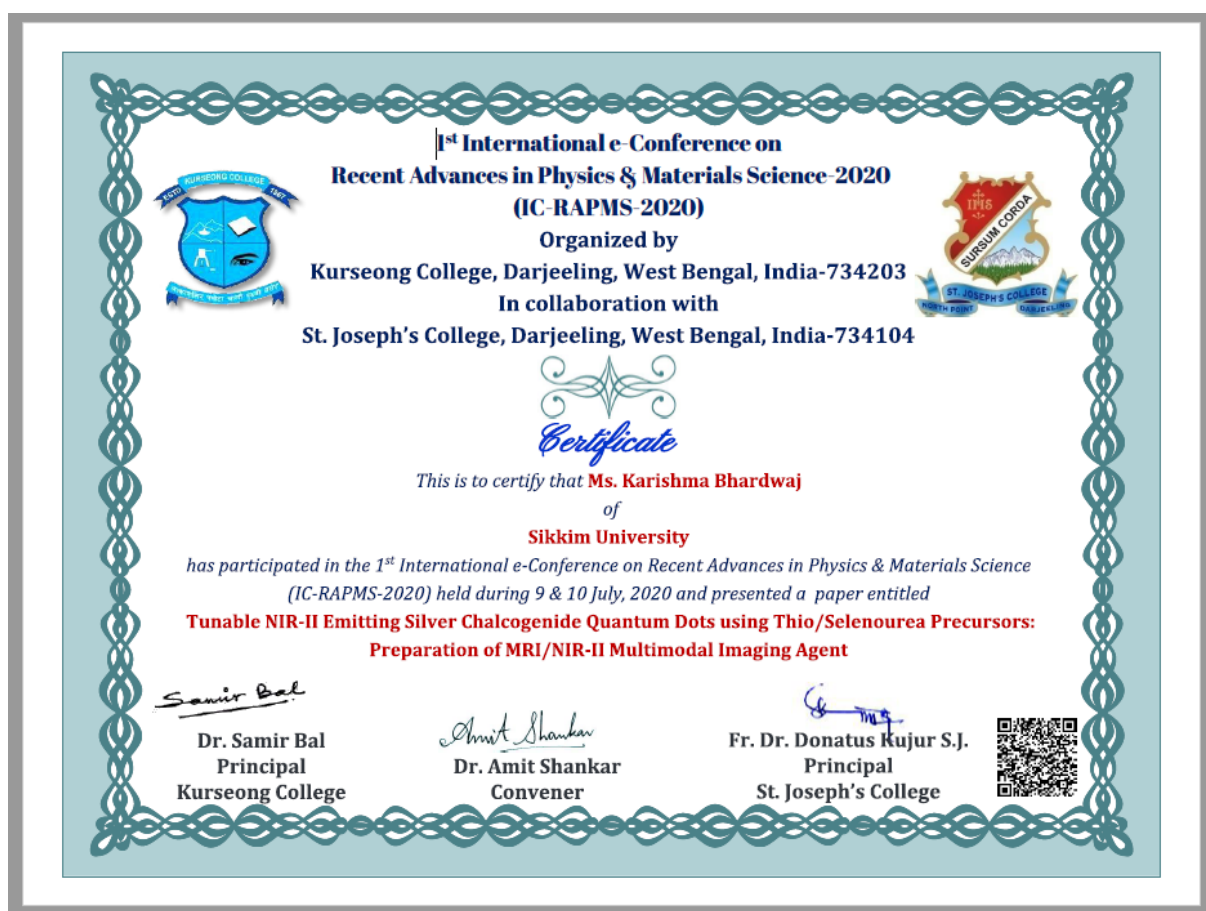 1st International e-Conference on
Recent Advances in Physics & Materials Science-2020
(IC-RAPMS-2020)
Organized by
Kurseong College, Darjeeling, West Bengal, India-734203
In collaboration with
St. Joseph's College, Darjeeling, West Bengal, India-734104
KURSEONG COLLEGE
ESTD
1967
IHS
SURSUM CORDA
ST. JOSEPH'S COLLEGE
NORTH POINT
DARJEELING
Certificate
This is to certify that Ms. Karishma Bhardwaj
of
Sikkim University
has participated in the 1st International e-Conference on Recent Advances in Physics & Materials Science
(IC-RAPMS-2020) held during 9 & 10 July, 2020 and presented a paper entitled
Tunable NIR-II Emitting Silver Chalcogenide Quantum Dots using Thio/Selenourea Precursors:
Preparation of MRI/NIR-II Multimodal Imaging Agent
Samir Bal
Amit Shankar
Dr. Samir Bal
Principal
Kurseong College
Dr. Amit Shankar
Convener
Fr. Dr. Donatus Kujur S.J.
Principal
St. Joseph's College